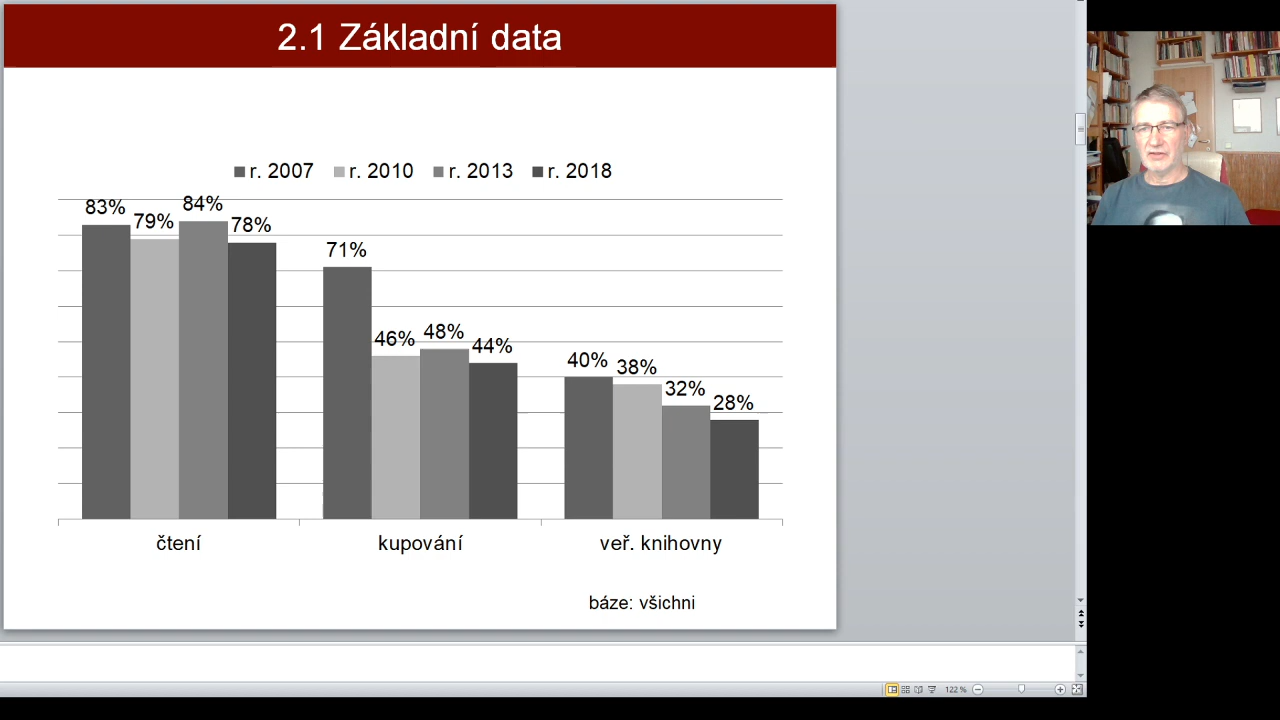 2.1 Základní data
r. 2007 r. 2010 r. 2013 r. 2018
83% 79% 84% 78%
71% 46% 48% 44%
40% 38% 32% 28%
čtení kupování veř. knihovny
báze: všichni
122 %